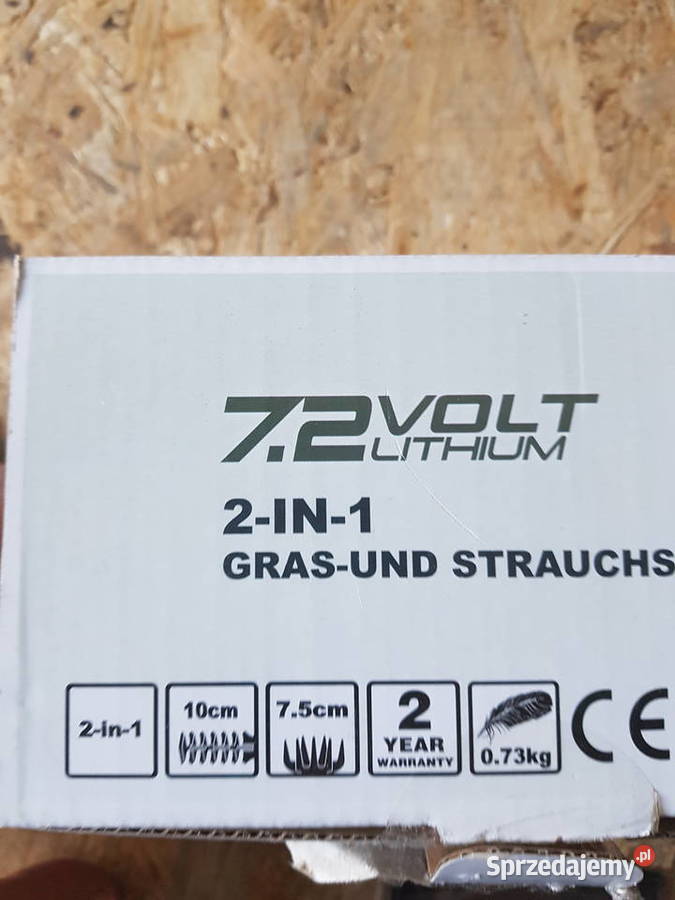 7.2 VOLT
LITHIUM
2-IN-1
GRAS-UND STRAUCHS
2-in-1
10cm
7.5cm
2
YEAR
WARRANTY
0.73kg
CE
Sprzedajemy.pl